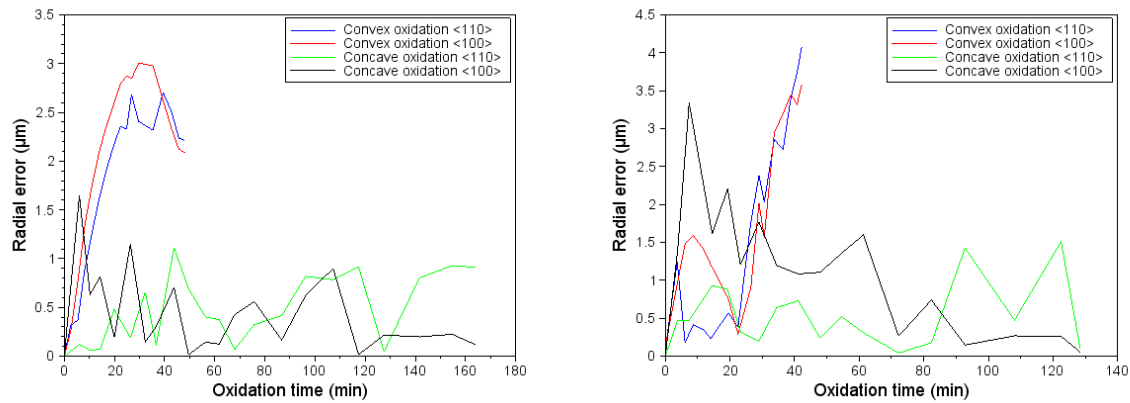 3.5
3
2.5
2
1.5
1
0.5
0
Radial error (µm)
0 20 40 60 80 100 120 140 160 180
Oxidation time (min)
Convex oxidation <110>
Convex oxidation <100>
Concave oxidation <110>
Concave oxidation <100>
4.5
4
3.5
3
2.5
2
1.5
1
0.5
0
Radial error (µm)
0 20 40 60 80 100 120 140
Oxidation time (min)
Convex oxidation <110>
Convex oxidation <100>
Concave oxidation <110>
Concave oxidation <100>